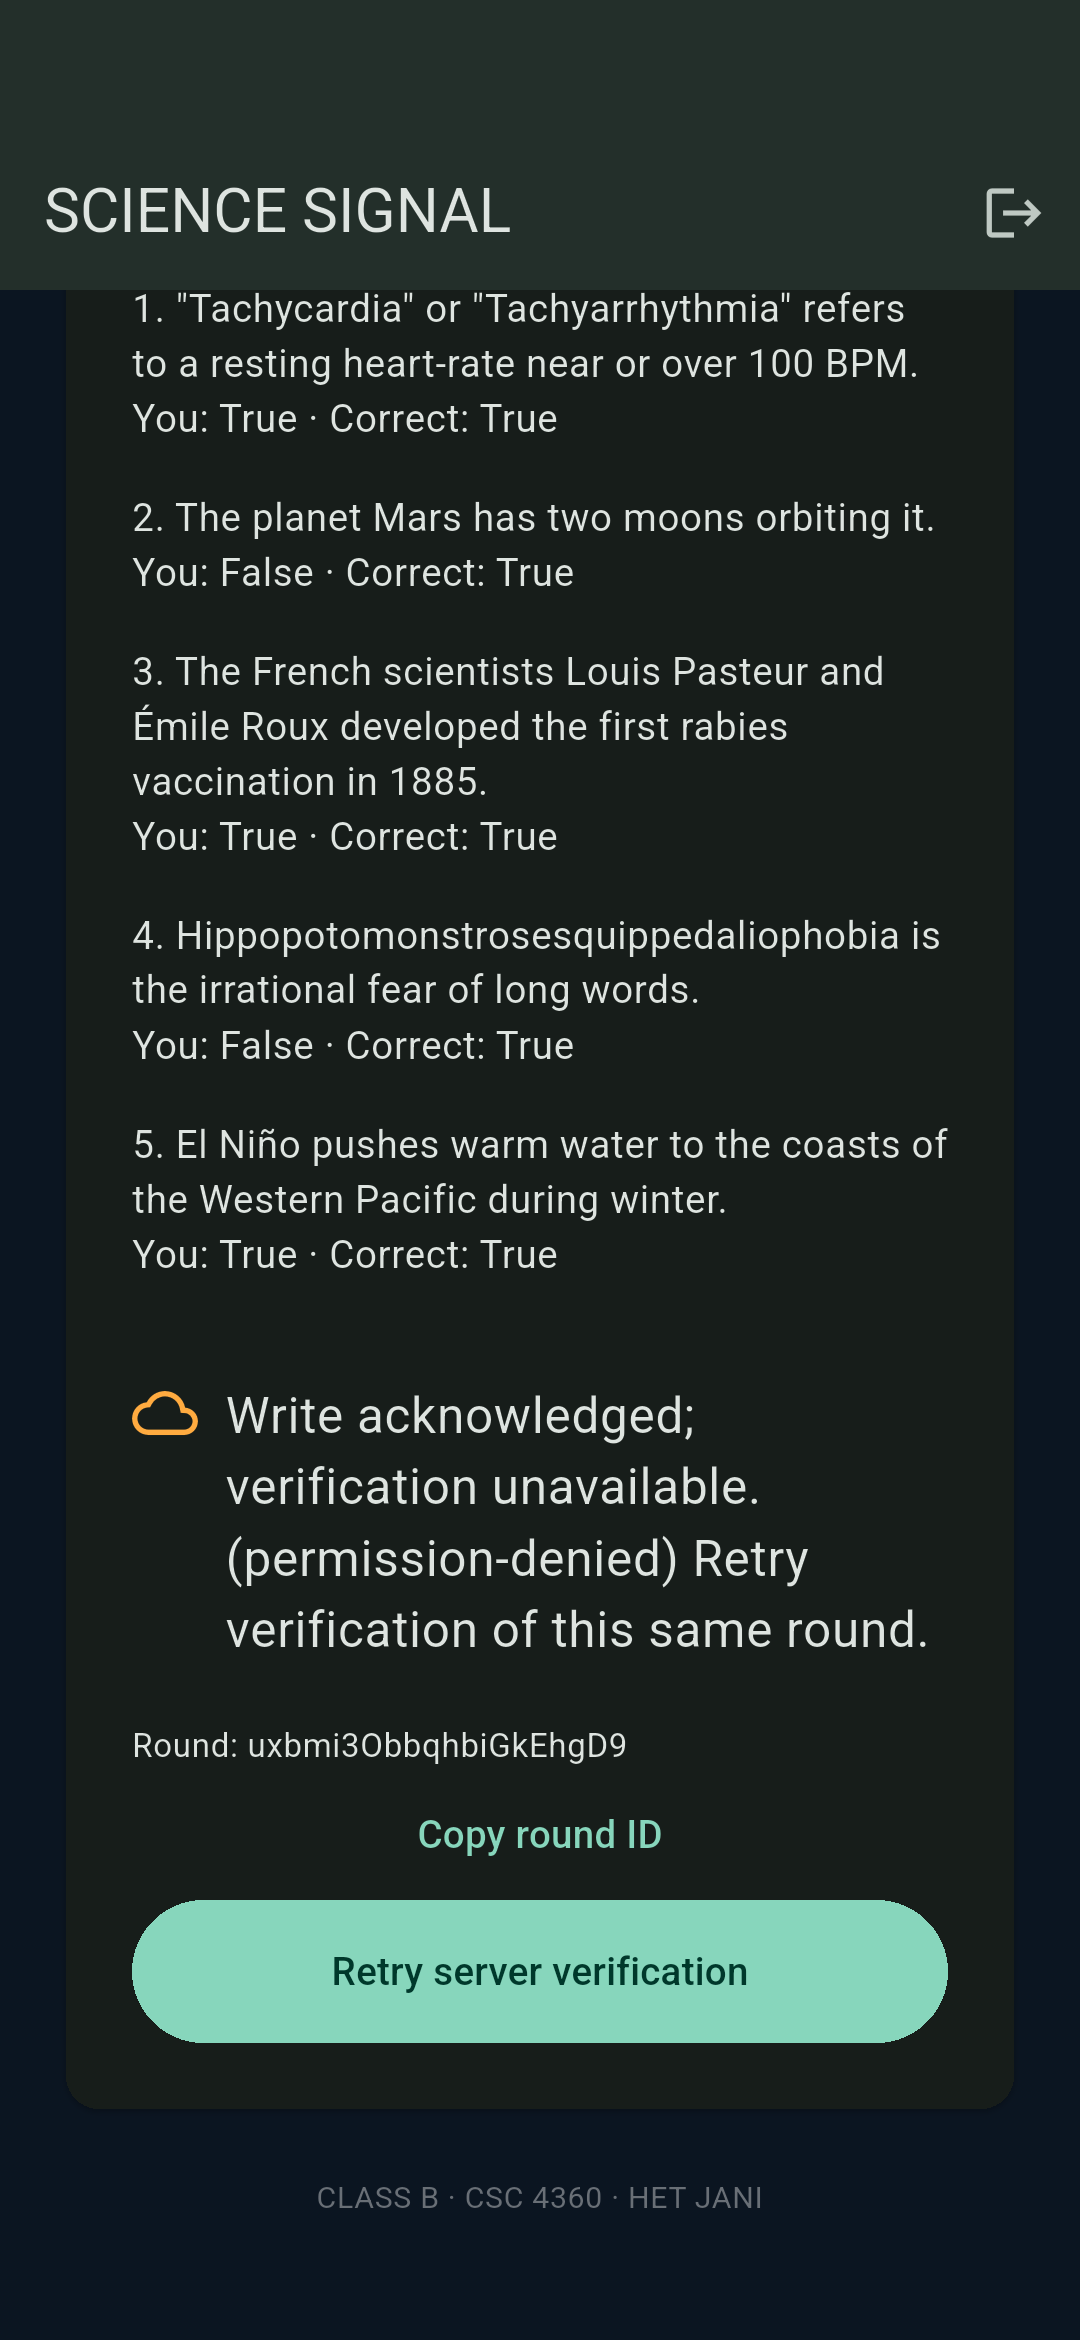 SCIENCE SIGNAL
1. "Tachycardia" or "Tachyarrhythmia" refers
to a resting heart-rate near or over 100 BPM.
You: True · Correct: True
2. The planet Mars has two moons orbiting it.
You: False · Correct: True
3. The French scientists Louis Pasteur and
Émile Roux developed the first rabies
vaccination in 1885.
You: True · Correct: True
4. Hippopotomonstrosesquippedaliophobia is
the irrational fear of long words.
You: False · Correct: True
5. El Niño pushes warm water to the coasts of
the Western Pacific during winter.
You: True · Correct: True
Write acknowledged;
verification unavailable.
(permission-denied) Retry
verification of this same round.
Round: uxbmi3ObbqhbiGkEhgD9
Copy round ID
Retry server verification
CLASS B · CSC 4360 · HET JANI